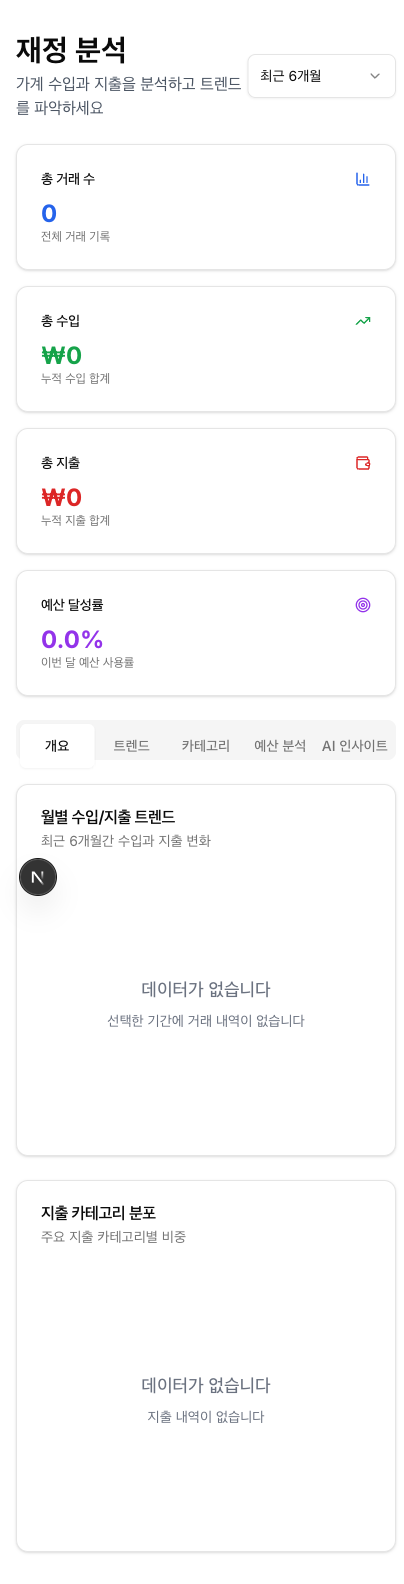 재정 분석
가계 수입과 지출을 분석하고 트렌드
를 파악하세요
최근 6개월
총 거래 수
0
전체 거래 기록
총 수입
₩0
누적 수입 합계
총 지출
₩0
누적 지출 합계
예산 달성률
0.0%
이번 달 예산 사용률
개요 트렌드 카테고리 예산 분석 AI 인사이트
월별 수입/지출 트렌드
최근 6개월간 수입과 지출 변화
N
데이터가 없습니다
선택한 기간에 거래 내역이 없습니다
지출 카테고리 분포
주요 지출 카테고리별 비중
데이터가 없습니다
지출 내역이 없습니다